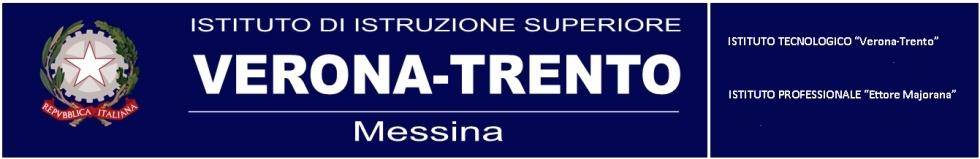 ISTITUTO DI ISTRUZIONE SUPERIORE
VERONA-TRENTO
Messina
REPVBBLICA ITALIANA
ISTITUTO TECNOLOGICO “Verona-Trento”
ISTITUTO PROFESSIONALE “Ettore Majorana”